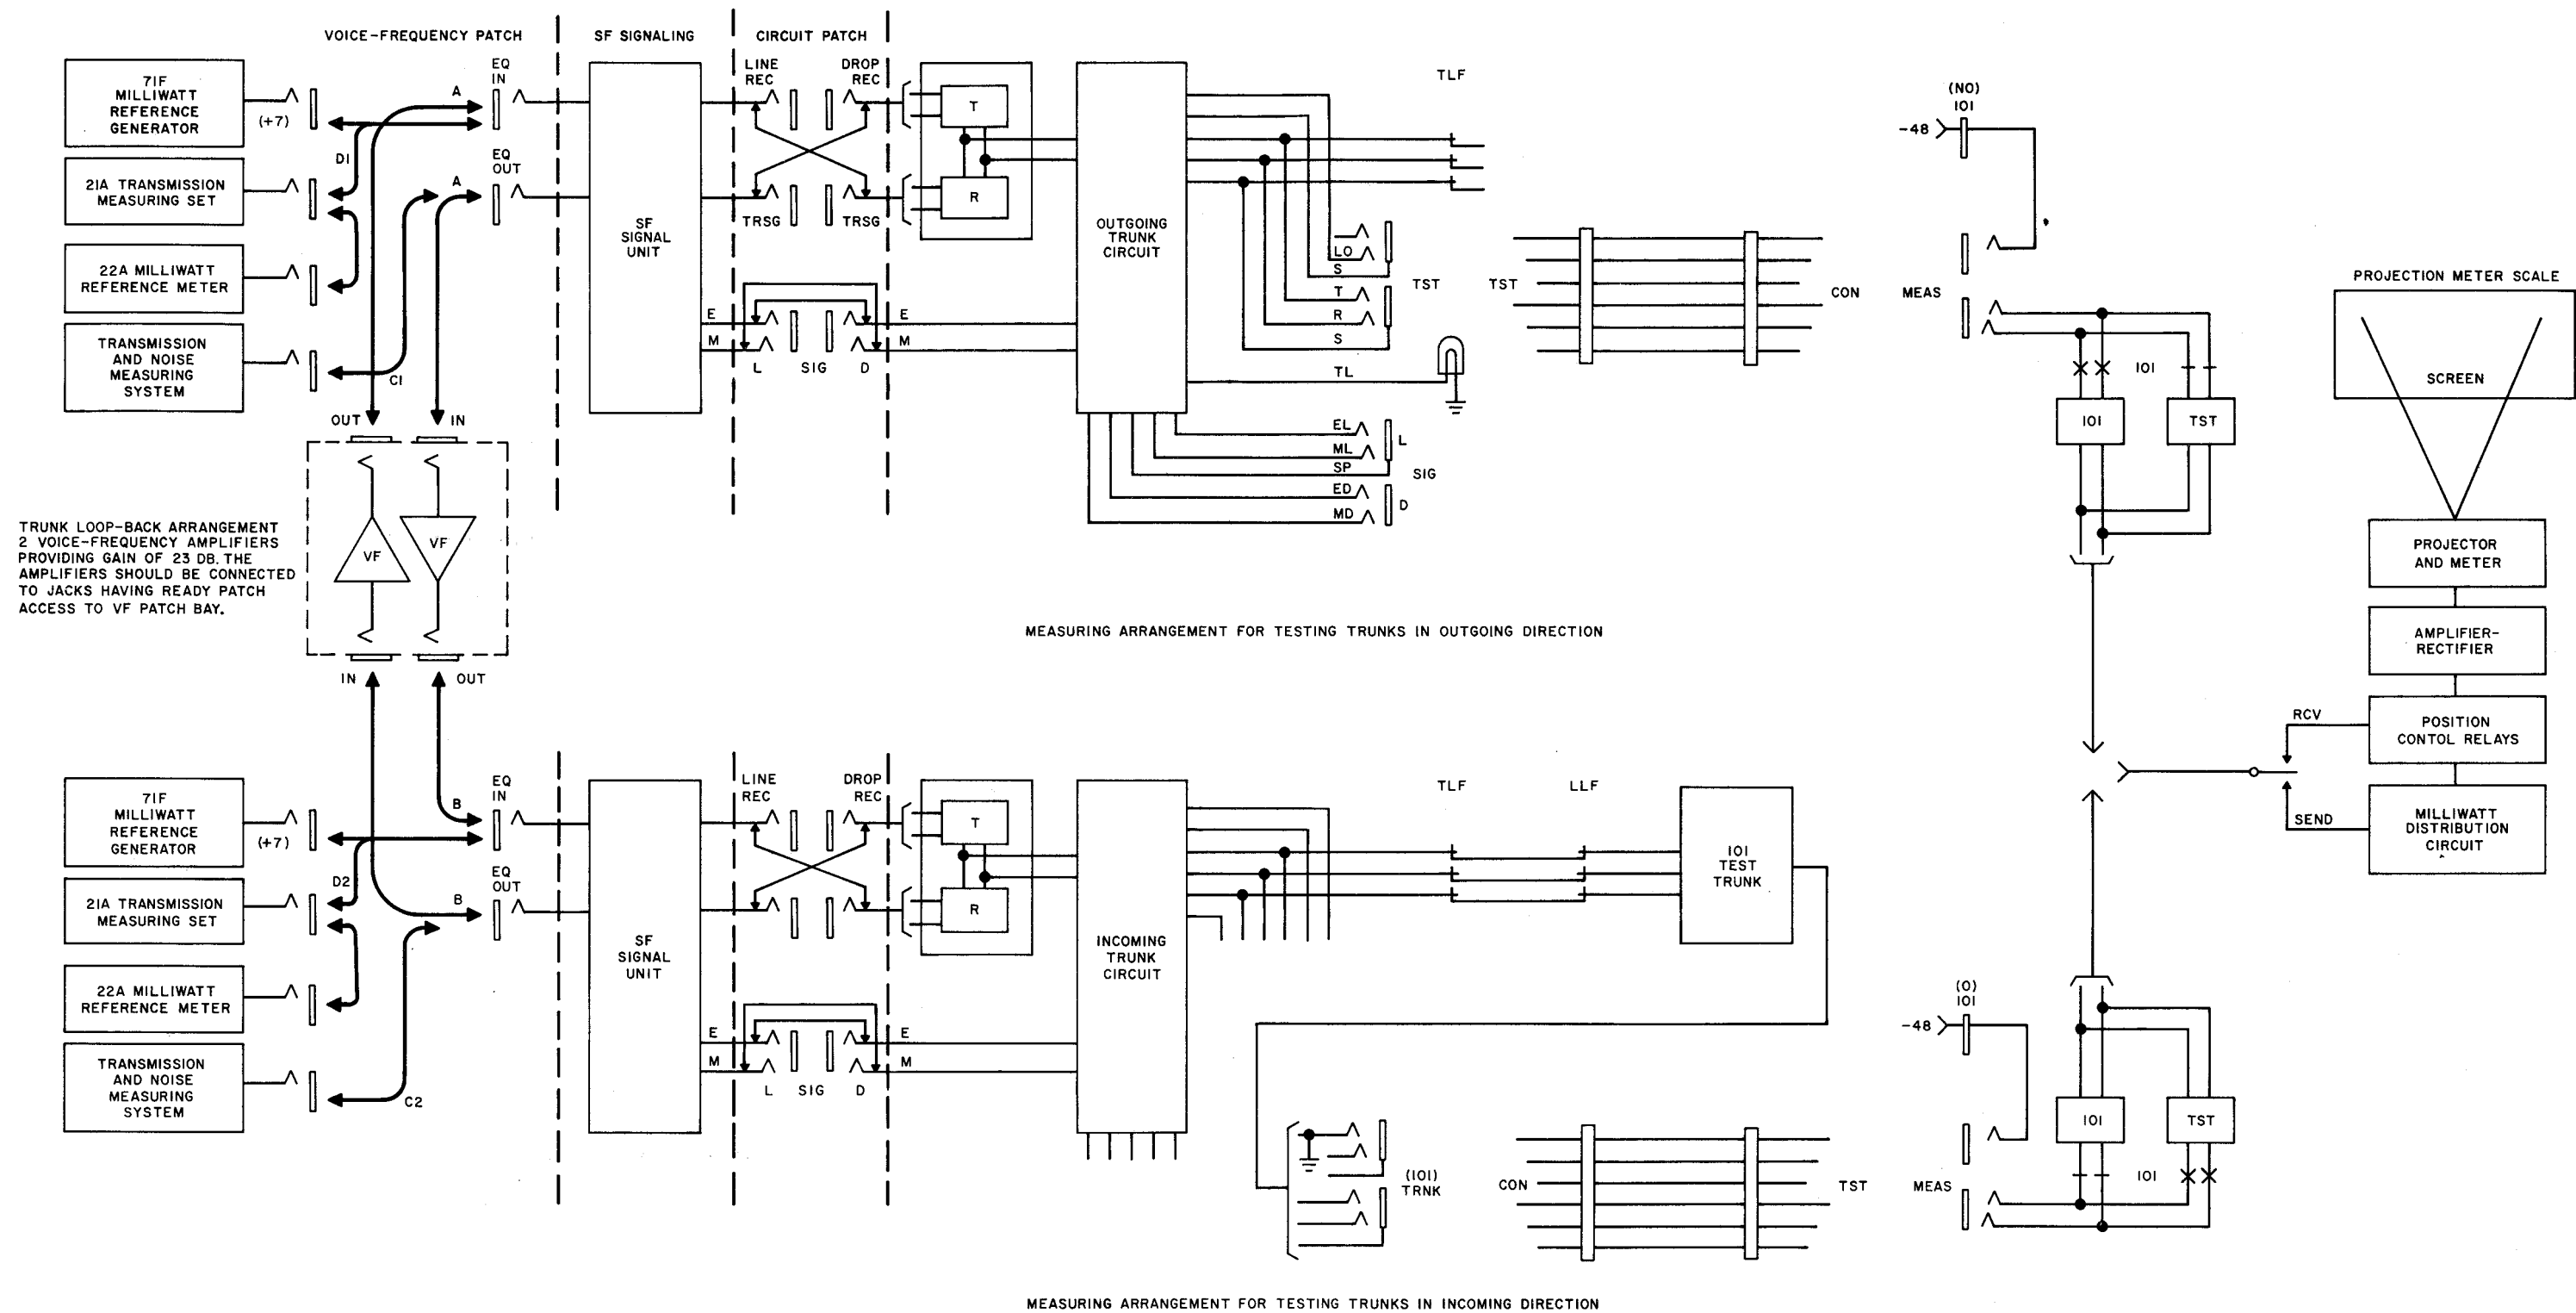 VOICE-FREQUENCY PATCH
SF SIGNALING
CIRCUIT PATCH
71F
MILLIWATT
REFERENCE
GENERATOR
(+7)
21A TRANSMISSION
MEASURING SET
22A MILLIWATT
REFERENCE METER
TRANSMISSION
AND NOISE
MEASURING
SYSTEM
D1
A
A
C1
EQ
IN
EQ
OUT
OUT
IN
SF
SIGNAL
UNIT
LINE
REC
DROP
REC
TRSG
TRSG
E
M
L
SIG
D
E
M
T
R
OUTGOING
TRUNK
CIRCUIT
TLF
LO
S
T
R
S
TST
TL
EL
ML
SP
ED
MD
L
SIG
D
TST
CON
(NO)
101
-48
MEAS
101
101
TST
PROJECTION METER SCALE
SCREEN
PROJECTOR
AND METER
AMPLIFIER-
RECTIFIER
POSITION
CONTOL RELAYS
MILLIWATT
DISTRIBUTION
CIRCUIT
RCV
SEND
TRUNK LOOP-BACK ARRANGEMENT
2 VOICE-FREQUENCY AMPLIFIERS
PROVIDING GAIN OF 23 DB. THE
AMPLIFIERS SHOULD BE CONNECTED
TO JACKS HAVING READY PATCH
ACCESS TO VF PATCH BAY.
VF
VF
IN
OUT
MEASURING ARRANGEMENT FOR TESTING TRUNKS IN OUTGOING DIRECTION
71F
MILLIWATT
REFERENCE
GENERATOR
(+7)
21A TRANSMISSION
MEASURING SET
22A MILLIWATT
REFERENCE METER
TRANSMISSION
AND NOISE
MEASURING
SYSTEM
D2
B
B
C2
EQ
IN
EQ
OUT
SF
SIGNAL
UNIT
LINE
REC
DROP
REC
E
M
L
SIG
D
E
M
T
R
INCOMING
TRUNK
CIRCUIT
TLF
LLF
101
TEST
TRUNK
(101)
TRNK
CON
TST
(O)
101
-48
MEAS
101
TST
101
MEASURING ARRANGEMENT FOR TESTING TRUNKS IN INCOMING DIRECTION